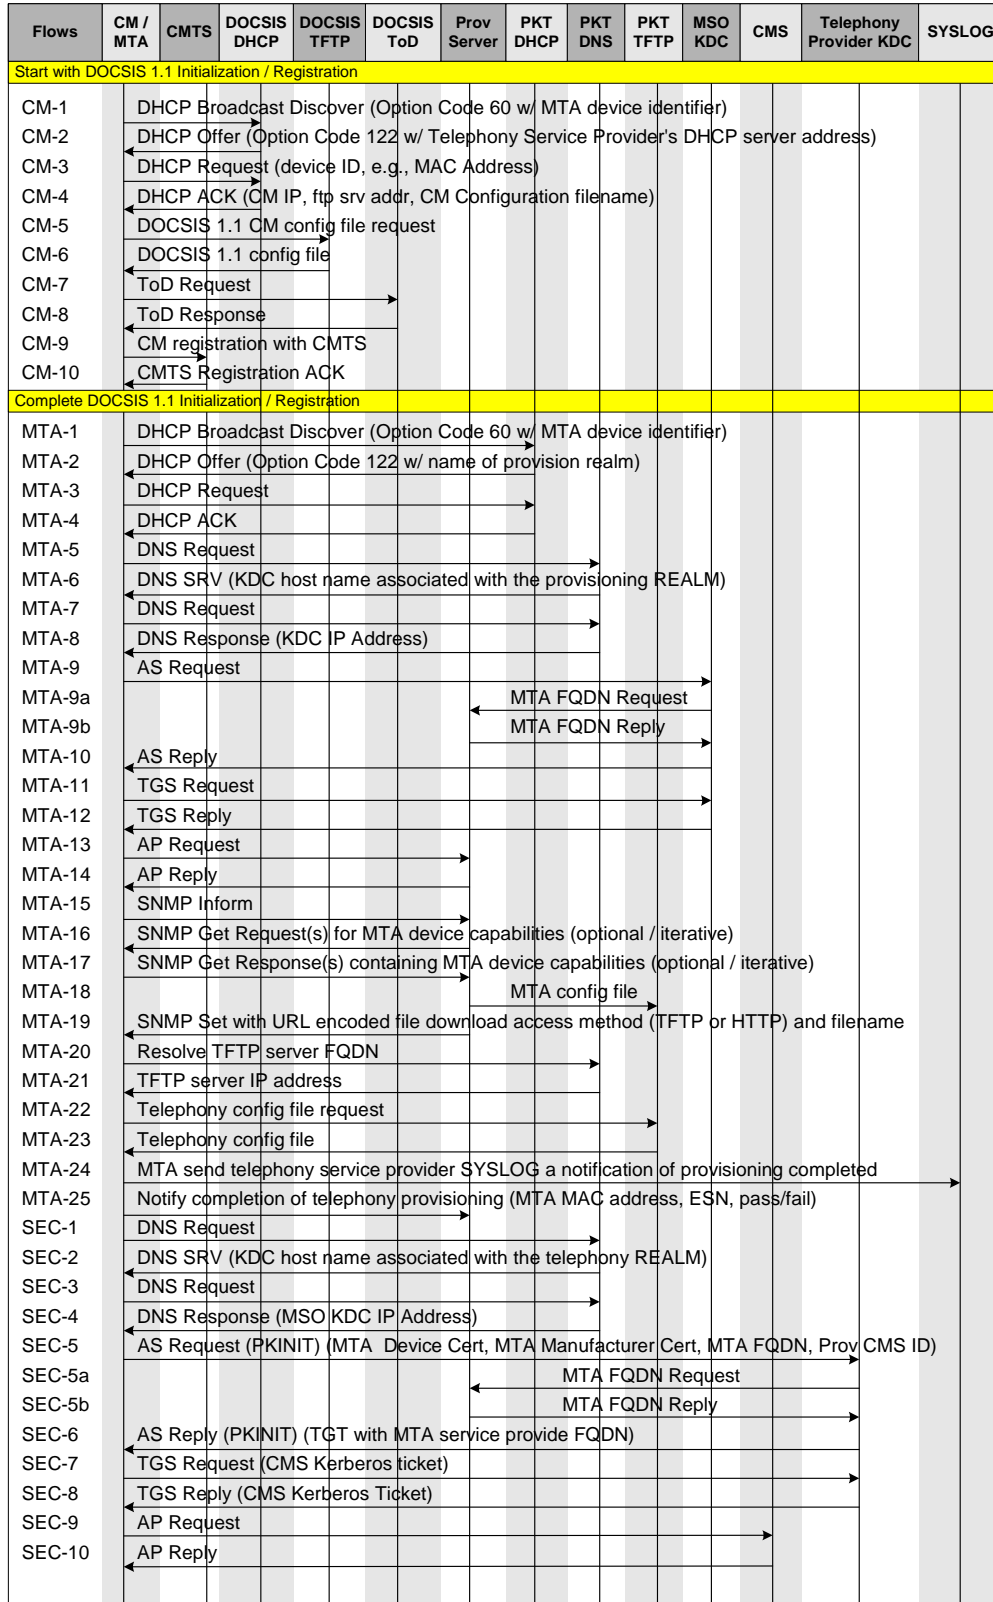 Flows CM / MTA CMTS DOCSIS DHCP DOCSIS TFTP DOCSIS ToD Prov Server PKT DHCP PKT DNS PKT TFTP MSO KDC CMS Telephony Provider KDC SYSLOG
Start with DOCSIS 1.1 Initialization / Registration
CM-1 DHCP Broadcast Discover (Option Code 60 w/ MTA device identifier)
CM-2 DHCP Offer (Option Code 122 w/ Telephony Service Provider's DHCP server address)
CM-3 DHCP Request (device ID, e.g., MAC Address)
CM-4 DHCP ACK (CM IP, ftp srv addr, CM Configuration filename)
CM-5 DOCSIS 1.1 CM config file request
CM-6 DOCSIS 1.1 config file
CM-7 ToD Request
CM-8 ToD Response
CM-9 CM registration with CMTS
CM-10 CMTS Registration ACK
Complete DOCSIS 1.1 Initialization / Registration
MTA-1 DHCP Broadcast Discover (Option Code 60 w/ MTA device identifier)
MTA-2 DHCP Offer (Option Code 122 w/ name of provision realm)
MTA-3 DHCP Request
MTA-4 DHCP ACK
MTA-5 DNS Request
MTA-6 DNS SRV (KDC host name associated with the provisioning REALM)
MTA-7 DNS Request
MTA-8 DNS Response (KDC IP Address)
MTA-9 AS Request
MTA-9a MTA FQDN Request
MTA-9b MTA FQDN Reply
MTA-10 AS Reply
MTA-11 TGS Request
MTA-12 TGS Reply
MTA-13 AP Request
MTA-14 AP Reply
MTA-15 SNMP Inform
MTA-16 SNMP Get Request(s) for MTA device capabilities (optional / iterative)
MTA-17 SNMP Get Response(s) containing MTA device capabilities (optional / iterative)
MTA-18 MTA config file
MTA-19 SNMP Set with URL encoded file download access method (TFTP or HTTP) and filename
MTA-20 Resolve TFTP server FQDN
MTA-21 TFTP server IP address
MTA-22 Telephony config file request
MTA-23 Telephony config file
MTA-24 MTA send telephony service provider SYSLOG a notification of provisioning completed
MTA-25 Notify completion of telephony provisioning (MTA MAC address, ESN, pass/fail)
SEC-1 DNS Request
SEC-2 DNS SRV (KDC host name associated with the telephony REALM)
SEC-3 DNS Request
SEC-4 DNS Response (MSO KDC IP Address)
SEC-5 AS Request (PKINIT) (MTA Device Cert, MTA Manufacturer Cert, MTA FQDN, Prov CMS ID)
SEC-5a MTA FQDN Request
SEC-5b MTA FQDN Reply
SEC-6 AS Reply (PKINIT) (TGT with MTA service provide FQDN)
SEC-7 TGS Request (CMS Kerberos ticket)
SEC-8 TGS Reply (CMS Kerberos Ticket)
SEC-9 AP Request
SEC-10 AP Reply